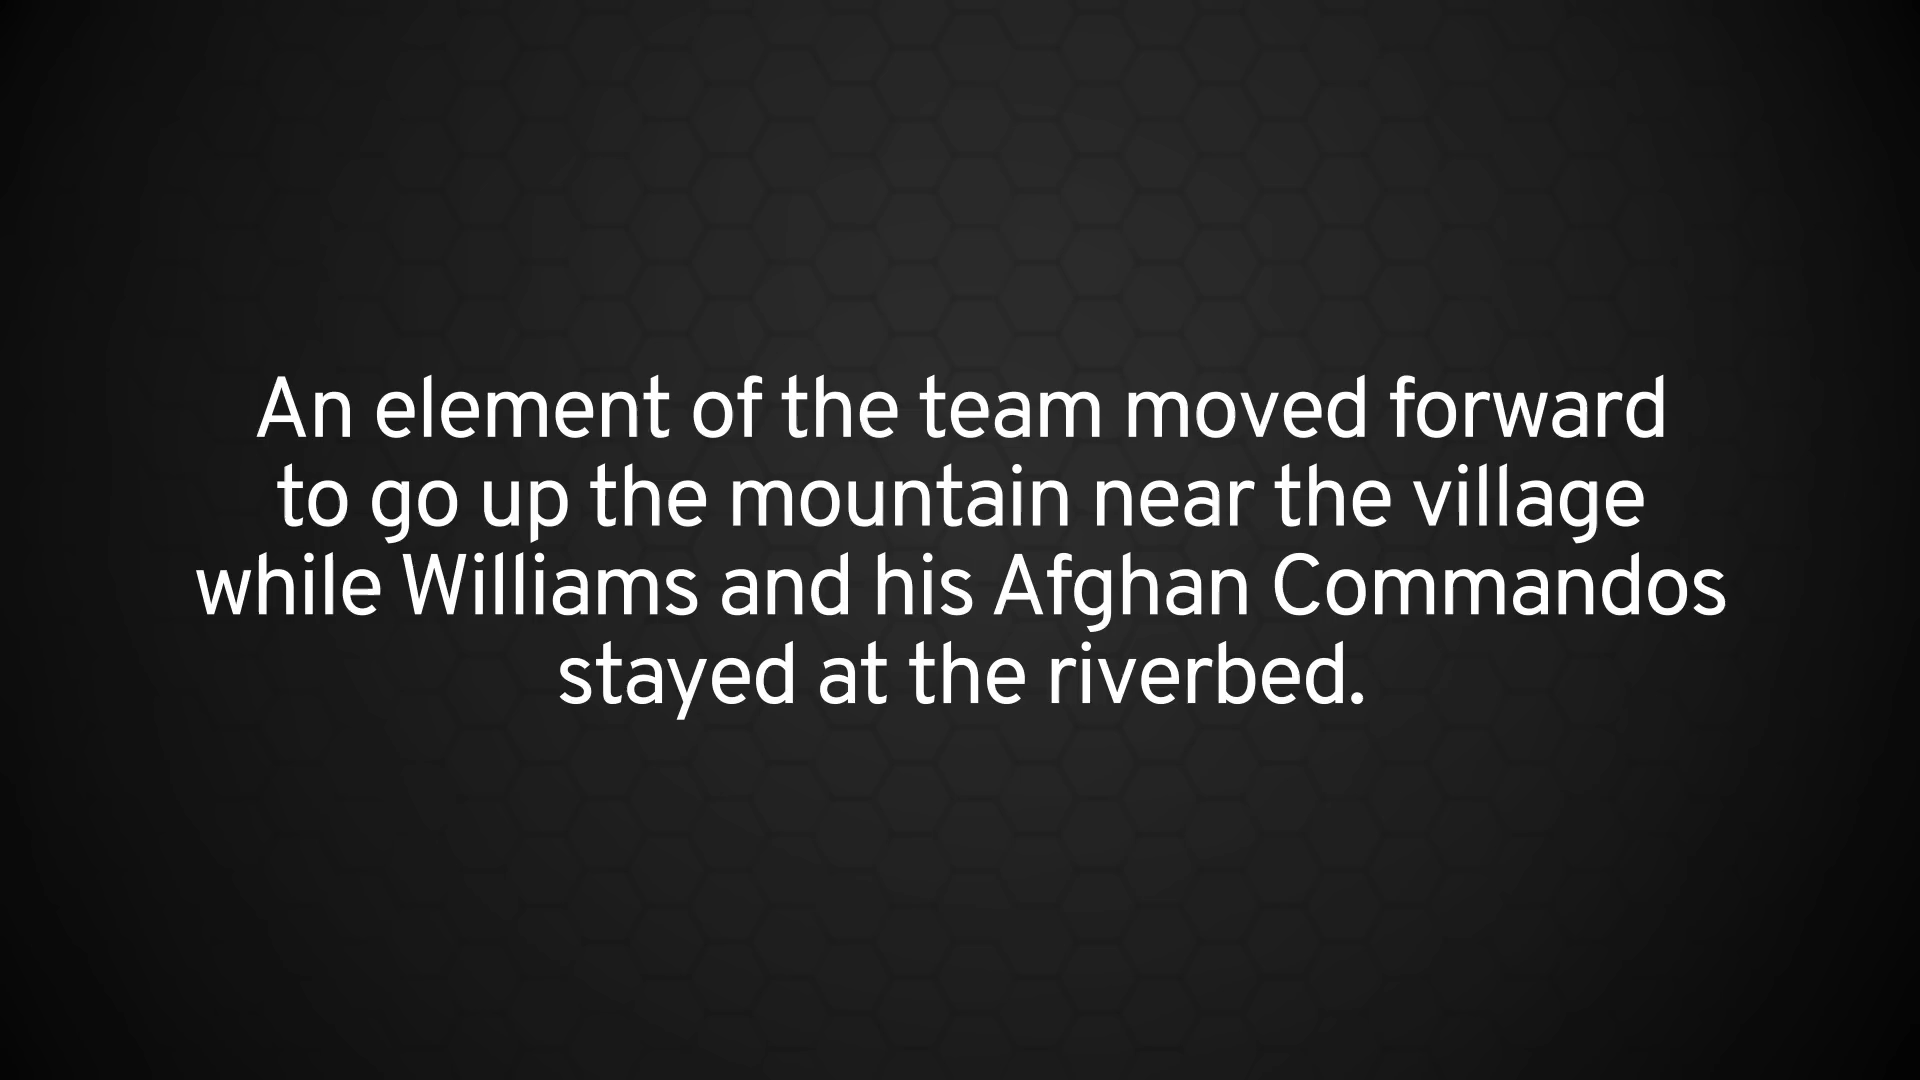 An element of the team moved forward
to go up the mountain near the village
while Williams and his Afghan Commandos
stayed at the riverbed.